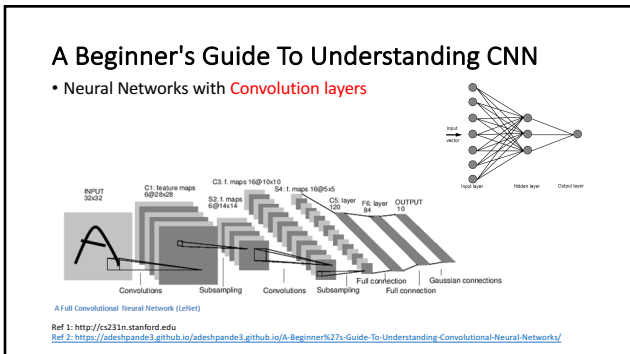 A Beginner's Guide To Understanding CNN
• Neural Networks with Convolution layers
Input
vector
Input layer
Hidden layer
Output layer
INPUT
32x32
C1: feature maps
6@28x28
S2: f. maps
6@14x14
C3: f. maps 16@10x10
S4: f. maps 16@5x5
C5: layer
120
F6: layer
84
OUTPUT
10
Convolutions
Subsampling
Convolutions
Subsampling
Full connection
Full connection
Gaussian connections
A Full Convolutional Neural Network (LeNet)
Ref 1: http://cs231n.stanford.edu
Ref 2: https://adeshpande3.github.io/adeshpande3.github.io/A-Beginner%27s-Guide-To-Understanding-Convolutional-Neural-Networks/